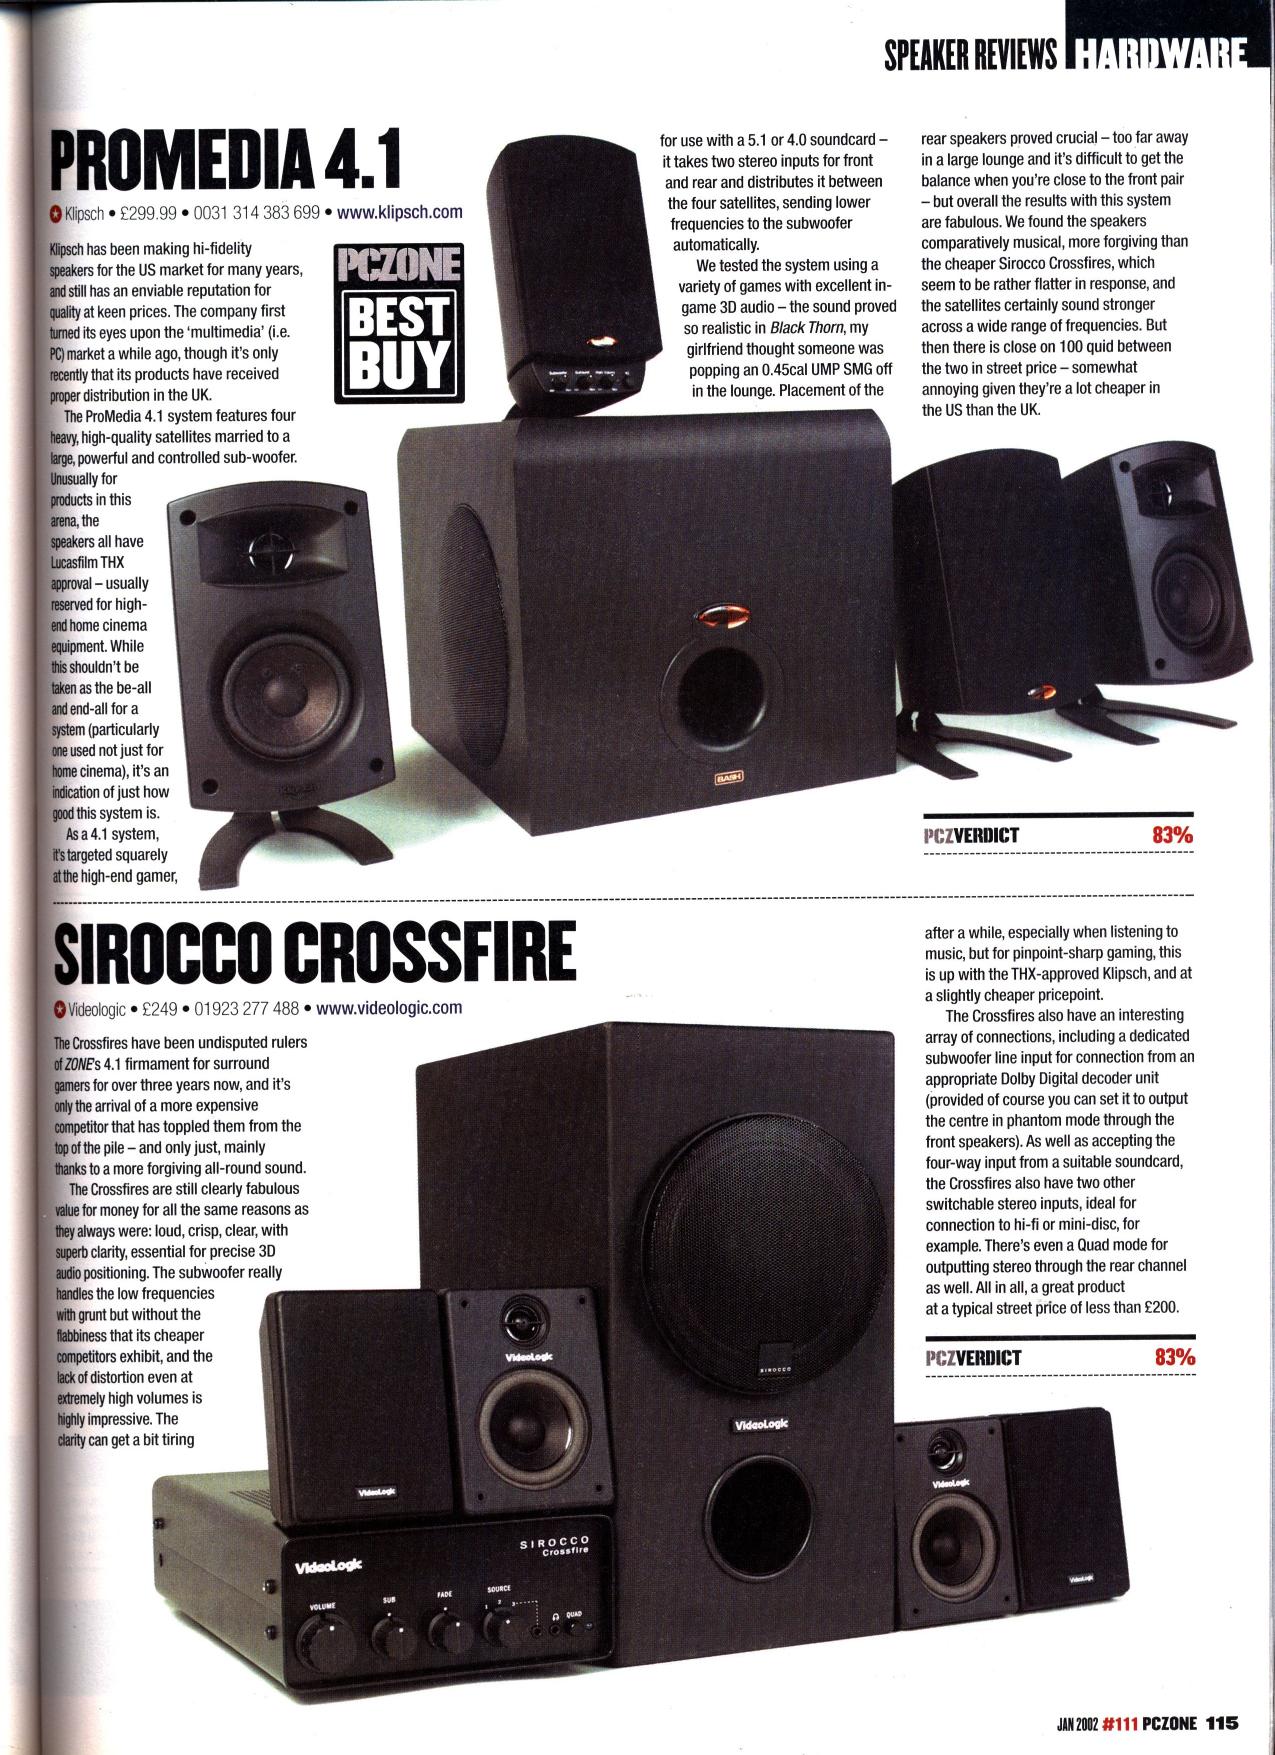 SPEAKER REVIEWS HARDWARE
PROMEDIA 4.1
Klipsch • £299.99 • 0031 314 383 699 • www.klipsch.com
Klipsch has been making hi-fidelity
speakers for the US market for many years,
and still has an enviable reputation for
quality at keen prices. The company first
turned its eyes upon the 'multimedia' (i.e.
PC) market a while ago, though it's only
recently that its products have received
proper distribution in the UK.
The ProMedia 4.1 system features four
heavy, high-quality satellites married to a
large, powerful and controlled sub-woofer.
Unusually for
products in this
arena, the
speakers all have
Lucasfilm THX
approval – usually
reserved for high-
end home cinema
equipment. While
this shouldn't be
taken as the be-all
and end-all for a
system (particularly
one used not just for
home cinema), it's an
indication of just how
good this system is.
As a 4.1 system,
it's targeted squarely
at the high-end gamer,
PCZONE
BEST
BUY
for use with a 5.1 or 4.0 soundcard –
it takes two stereo inputs for front
and rear and distributes it between
the four satellites, sending lower
frequencies to the subwoofer
automatically.
We tested the system using a
variety of games with excellent in-
game 3D audio – the sound proved
so realistic in Black Thorn, my
girlfriend thought someone was
popping an 0.45cal UMP SMG off
in the lounge. Placement of the
rear speakers proved crucial – too far away
in a large lounge and it's difficult to get the
balance when you're close to the front pair
– but overall the results with this system
are fabulous. We found the speakers
comparatively musical, more forgiving than
the cheaper Sirocco Crossfires, which
seem to be rather flatter in response, and
the satellites certainly sound stronger
across a wide range of frequencies. But
then there is close on 100 quid between
the two in street price – somewhat
annoying given they're a lot cheaper in
the US than the UK.
BASH
PCZVERDICT 83%
SIROCCO CROSSFIRE
Videologic • £249 • 01923 277 488 • www.videologic.com
The Crossfires have been undisputed rulers
of ZONE's 4.1 firmament for surround
gamers for over three years now, and it's
only the arrival of a more expensive
competitor that has toppled them from the
top of the pile – and only just, mainly
thanks to a more forgiving all-round sound.
The Crossfires are still clearly fabulous
value for money for all the same reasons as
they always were: loud, crisp, clear, with
superb clarity, essential for precise 3D
audio positioning. The subwoofer really
handles the low frequencies
with grunt but without the
flabbiness that its cheaper
competitors exhibit, and the
lack of distortion even at
extremely high volumes is
highly impressive. The
clarity can get a bit tiring
after a while, especially when listening to
music, but for pinpoint-sharp gaming, this
is up with the THX-approved Klipsch, and at
a slightly cheaper pricepoint.
The Crossfires also have an interesting
array of connections, including a dedicated
subwoofer line input for connection from an
appropriate Dolby Digital decoder unit
(provided of course you can set it to output
the centre in phantom mode through the
front speakers). As well as accepting the
four-way input from a suitable soundcard,
the Crossfires also have two other
switchable stereo inputs, ideal for
connection to hi-fi or mini-disc, for
example. There's even a Quad mode for
outputting stereo through the rear channel
as well. All in all, a great product
at a typical street price of less than £200.
PCZVERDICT 83%
VideoLogic
SIROCCO
VideoLogic
VideoLogic
VideoLogic
VideoLogic
VideoLogic
SIROCCO
Crossfire
VOLUME SUB FADE SOURCE
1 2 3
QUAD
JAN 2002 #111 PCZONE 115